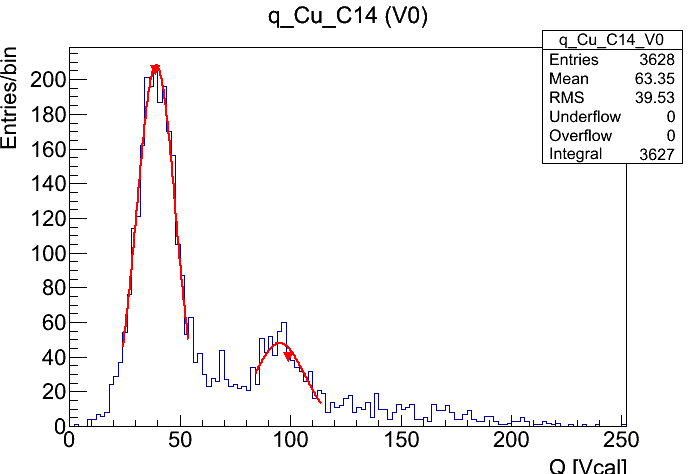 q_Cu_C14 (V0)
q_Cu_C14_V0
Entries 3628
Mean 63.35
RMS 39.53
Underflow 0
Overflow 0
Integral 3627
Entries/bin
200
180
160
140
120
100
80
60
40
20
0
0 50 100 150 200 250
Q [Vcal]